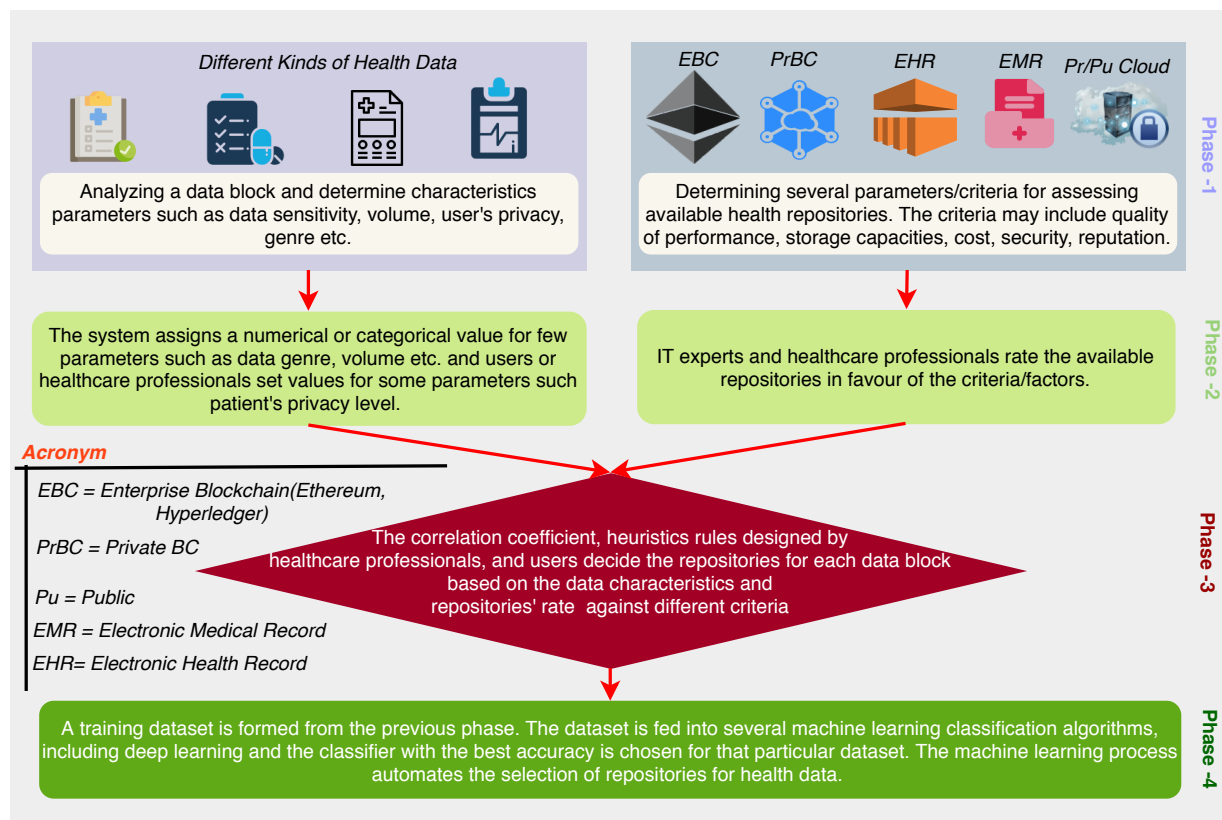 Different Kinds of Health Data
Analyzing a data block and determine characteristics
parameters such as data sensitivity, volume, user's privacy,
genre etc.
EBC
PrBC
EHR
EMR
Pr/Pu Cloud
Determining several parameters/criteria for assessing
available health repositories. The criteria may include quality
of performance, storage capacities, cost, security, reputation.
Phase -1
The system assigns a numerical or categorical value for few
parameters such as data genre, volume etc. and users or
healthcare professionals set values for some parameters such
patient's privacy level.
IT experts and healthcare professionals rate the available
repositories in favour of the criteria/factors.
Phase -2
Acronym
EBC = Enterprise Blockchain(Ethereum,
Hyperledger)
PrBC = Private BC
Pu = Public
EMR = Electronic Medical Record
EHR= Electronic Health Record
The correlation coefficient, heuristics rules designed by
healthcare professionals, and users decide the repositories for each data block
based on the data characteristics and
repositories' rate against different criteria
Phase -3
A training dataset is formed from the previous phase. The dataset is fed into several machine learning classification algorithms,
including deep learning and the classifier with the best accuracy is chosen for that particular dataset. The machine learning process
automates the selection of repositories for health data.
Phase -4